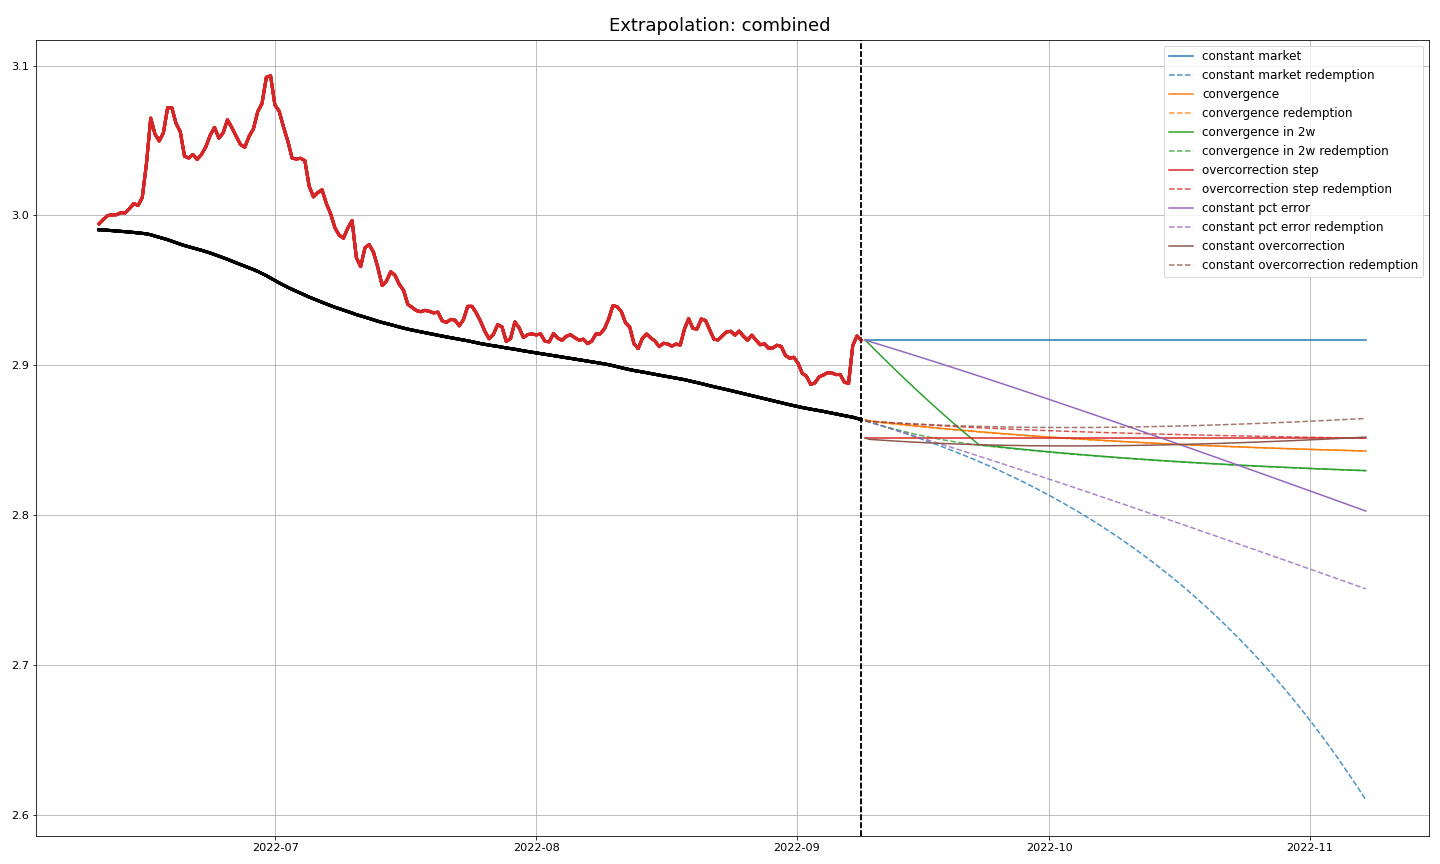 Extrapolation: combined
3.1
3.0
2.9
2.8
2.7
2.6
constant market
constant market redemption
convergence
convergence redemption
convergence in 2w
convergence in 2w redemption
overcorrection step
overcorrection step redemption
constant pct error
constant pct error redemption
constant overcorrection
constant overcorrection redemption
2022-07
2022-08
2022-09
2022-10
2022-11